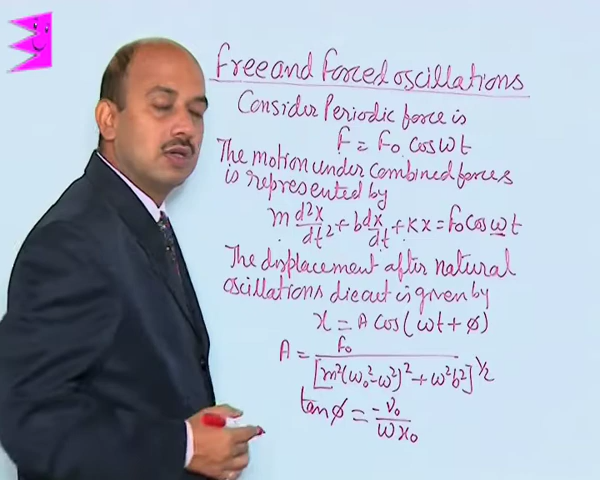 Free and Forced oscillations
Consider Periodic force is
F = F₀ cos ωt
The motion under combined forces
is represented by
m d²x/dt² + b dx/dt + kx = F₀ cos ωt
The displacement after natural
oscillations die out is given by
x = A cos(ωt + φ)
A = F₀/[m²(ω₀² - ω²)² + ω²b²]^1/2
tan φ = -v₀/ωx₀